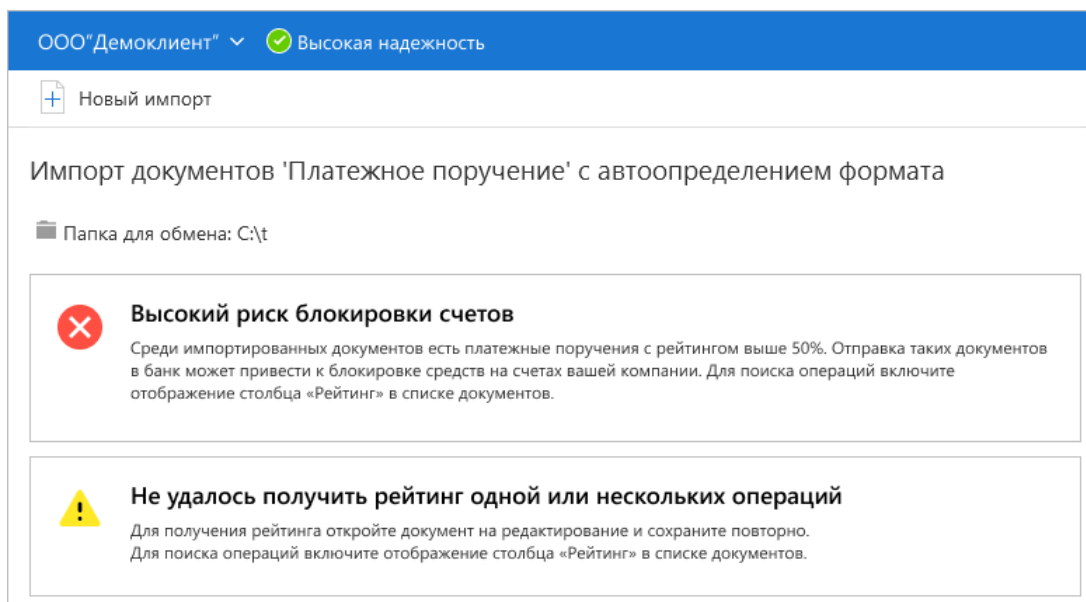 ООО"Демоклиент" Высокая надежность
Новый импорт
Импорт документов 'Платежное поручение' с автоопределением формата
Папка для обмена: C:\t
Высокий риск блокировки счетов
Среди импортированных документов есть платежные поручения с рейтингом выше 50%. Отправка таких документов
в банк может привести к блокировке средств на счетах вашей компании. Для поиска операций включите
отображение столбца «Рейтинг» в списке документов.
Не удалось получить рейтинг одной или нескольких операций
Для получения рейтинга откройте документ на редактирование и сохраните повторно.
Для поиска операций включите отображение столбца «Рейтинг» в списке документов.